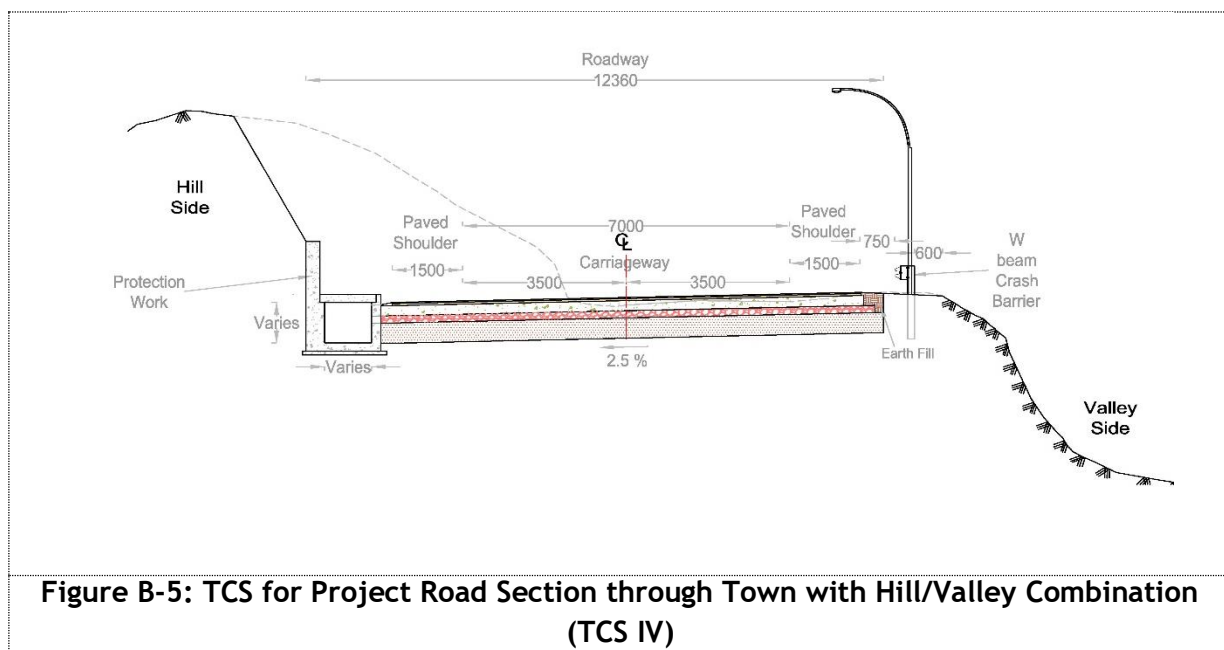 Roadway
12360
Hill
Side
Paved
Shoulder
7000
Paved
Shoulder
750
600
W
beam
Crash
Barrier
CL
Carriageway
1500
3500
3500
1500
Protection
Work
Varies
Varies
2.5 %
Earth Fill
Valley
Side
Figure B-5: TCS for Project Road Section through Town with Hill/Valley Combination
(TCS IV)